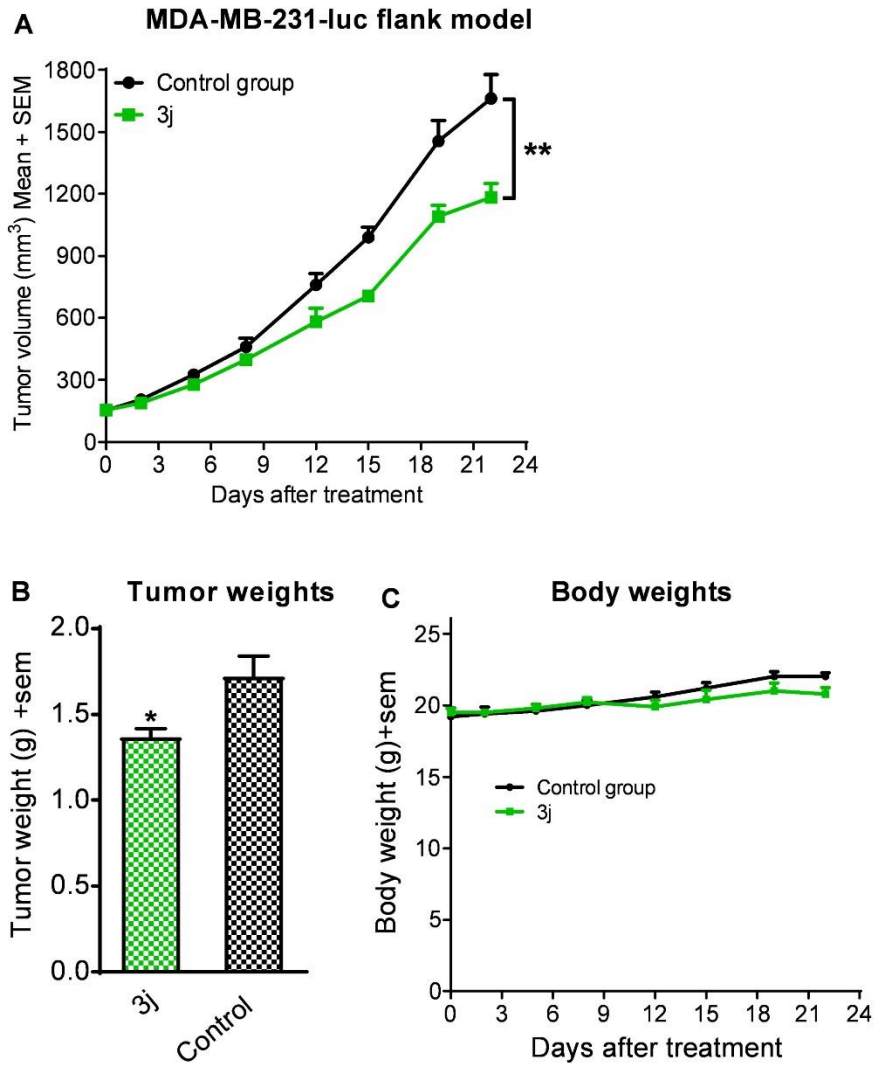 A
MDA-MB-231-luc flank model
Tumor volume (mm³) Mean + SEM
1800
1500
1200
900
600
300
0
Control group
3j
**
0 3 6 9 12 15 18 21 24
Days after treatment
B
Tumor weights
Tumor weight (g) +sem
2.0
1.5
1.0
0.5
0.0
*
3j
Control
C
Body weights
Body weight (g)+sem
25
20
15
10
5
0
Control group
3j
0 3 6 9 12 15 18 21 24
Days after treatment